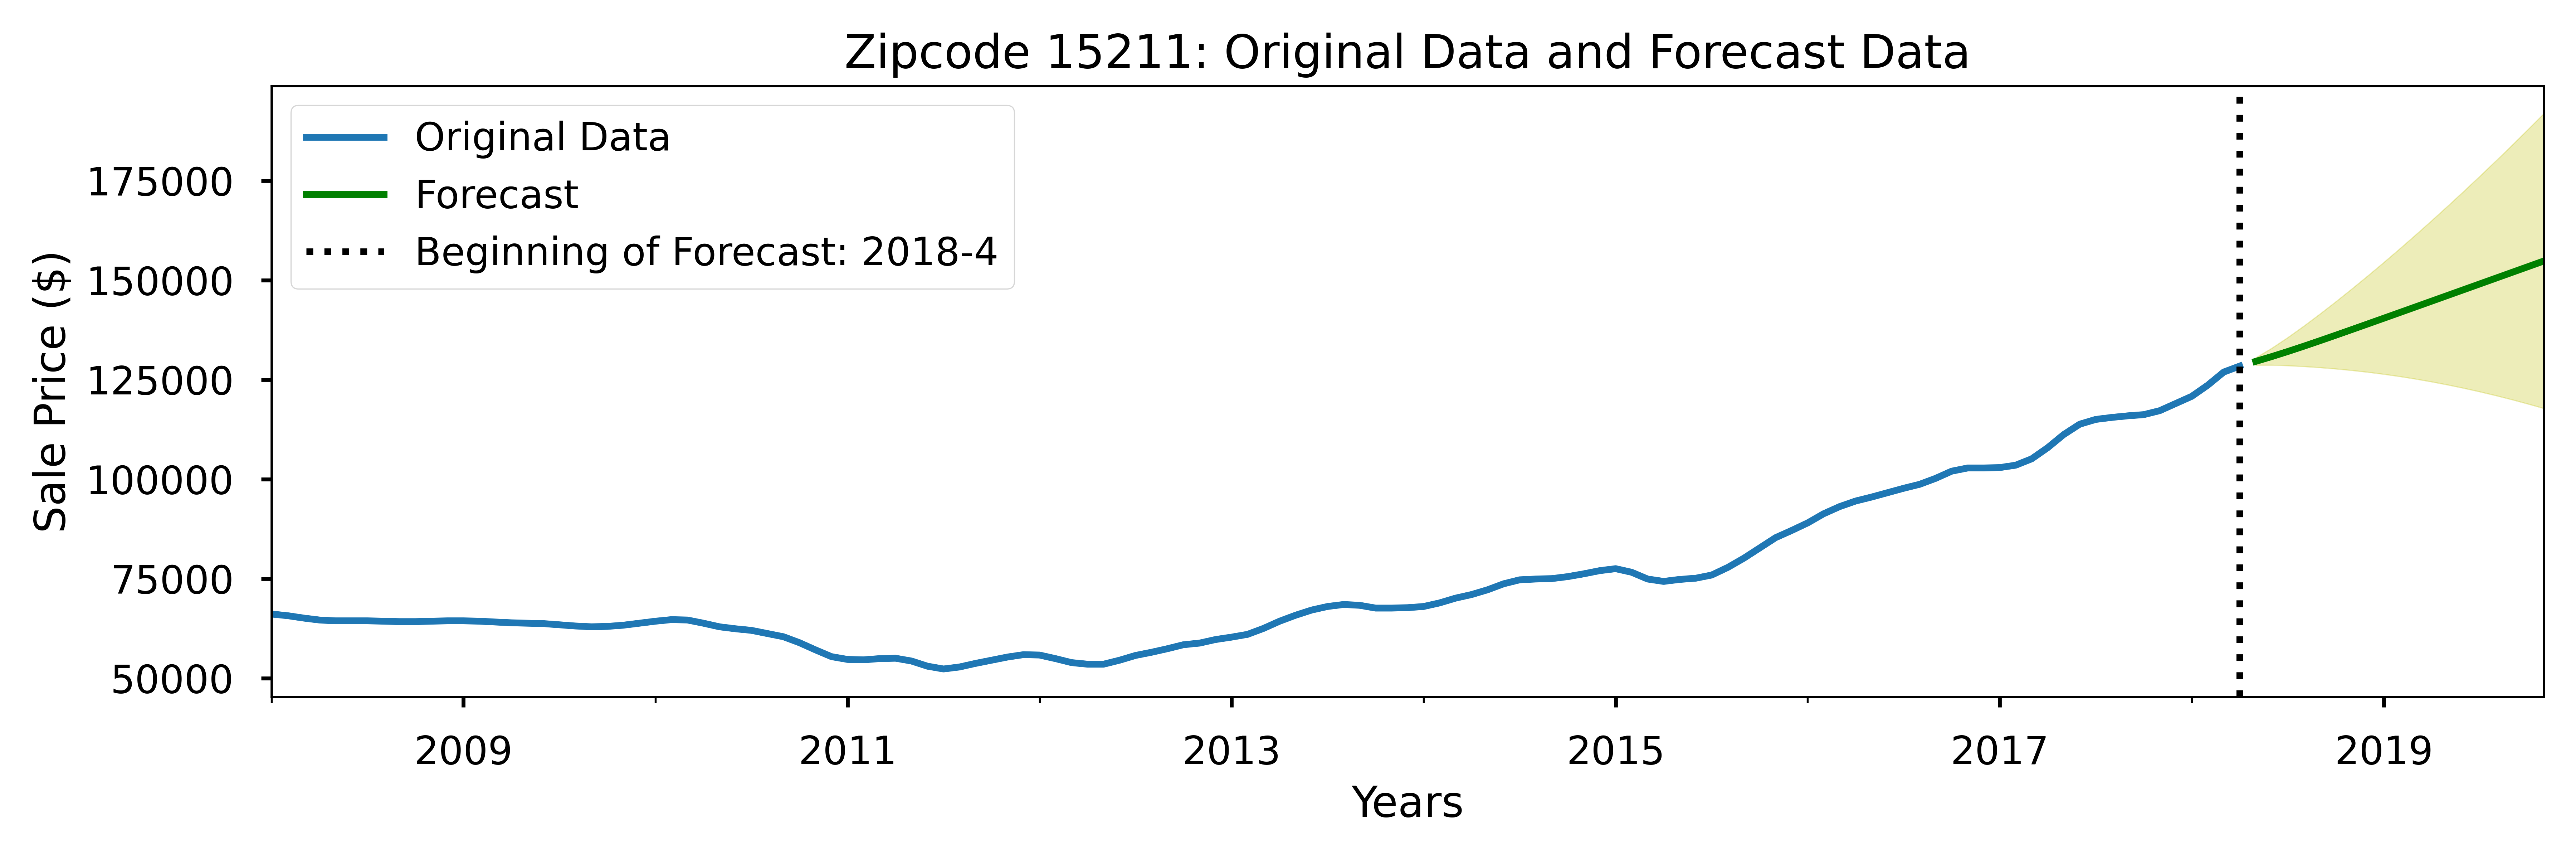 Zipcode 15211: Original Data and Forecast Data
Original Data
Forecast
Beginning of Forecast: 2018-4
Sale Price ($)
175000
150000
125000
100000
75000
50000
2009 2011 2013 2015 2017 2019
Years